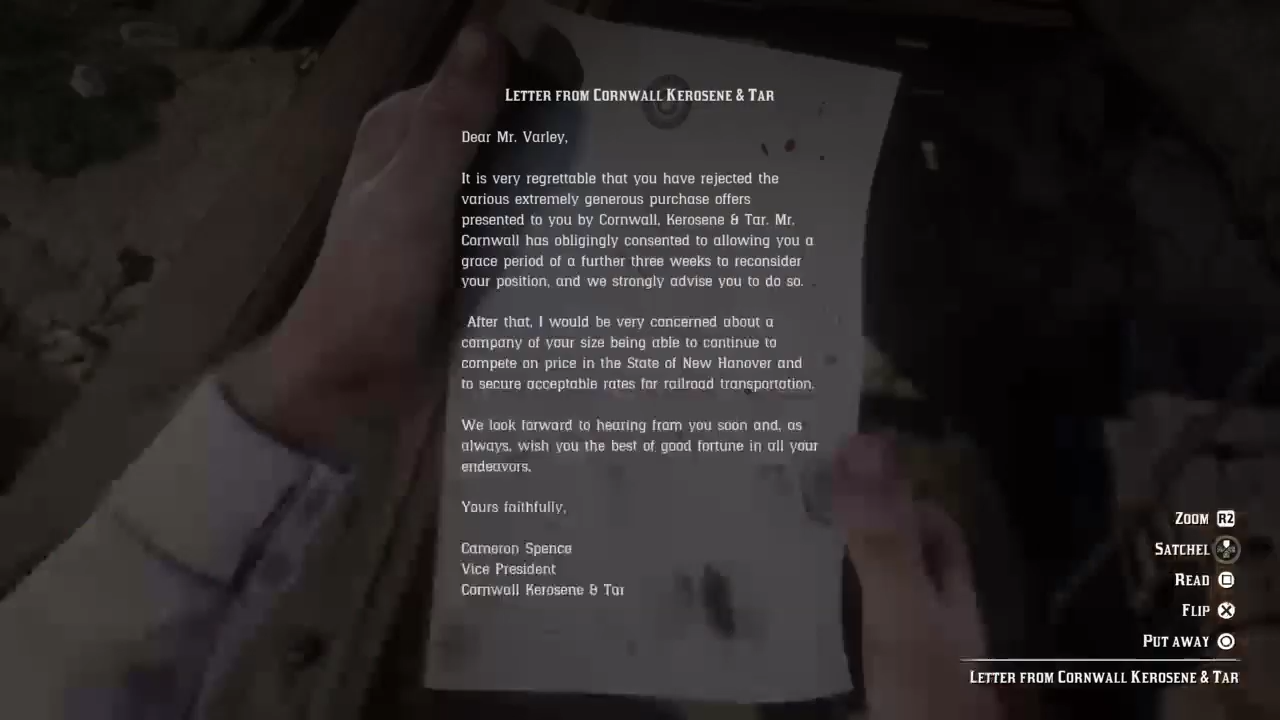 LETTER FROM CORNWALL KEROSENE & TAR
Dear Mr. Varley,
It is very regrettable that you have rejected the
various extremely generous purchase offers
presented to you by Cornwall, Kerosene & Tar. Mr.
Cornwall has obligingly consented to allowing you a
grace period of a further three weeks to reconsider
your position, and we strongly advise you to do so.
After that, I would be very concerned about a
company of your size being able to continue to
compete on price in the State of New Hanover and
to secure acceptable rates for railroad transportation.
We look forward to hearing from you soon and, as
always, wish you the best of good fortune in all your
endeavors.
Yours faithfully,
Cameron Spence
Vice President
Cornwall Kerosene & Tar
ZOOM R2
SATCHEL
READ
FLIP
PUT AWAY
LETTER FROM CORNWALL KEROSENE & TAR